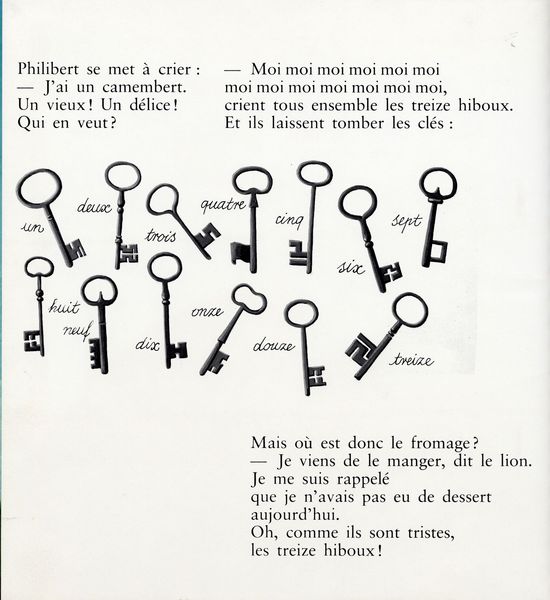 Philibert se met à crier :
— J'ai un camembert.
Un vieux ! Un délice !
Qui en veut ?
— Moi moi moi moi moi moi
moi moi moi moi moi moi moi,
crient tous ensemble les treize hiboux.
Et ils laissent tomber les clés :
un
deux
trois
quatre
cinq
six
sept
huit
neuf
dix
onze
douze
treize
Mais où est donc le fromage ?
— Je viens de le manger, dit le lion.
Je me suis rappelé
que je n'avais pas eu de dessert
aujourd'hui.
Oh, comme ils sont tristes,
les treize hiboux !